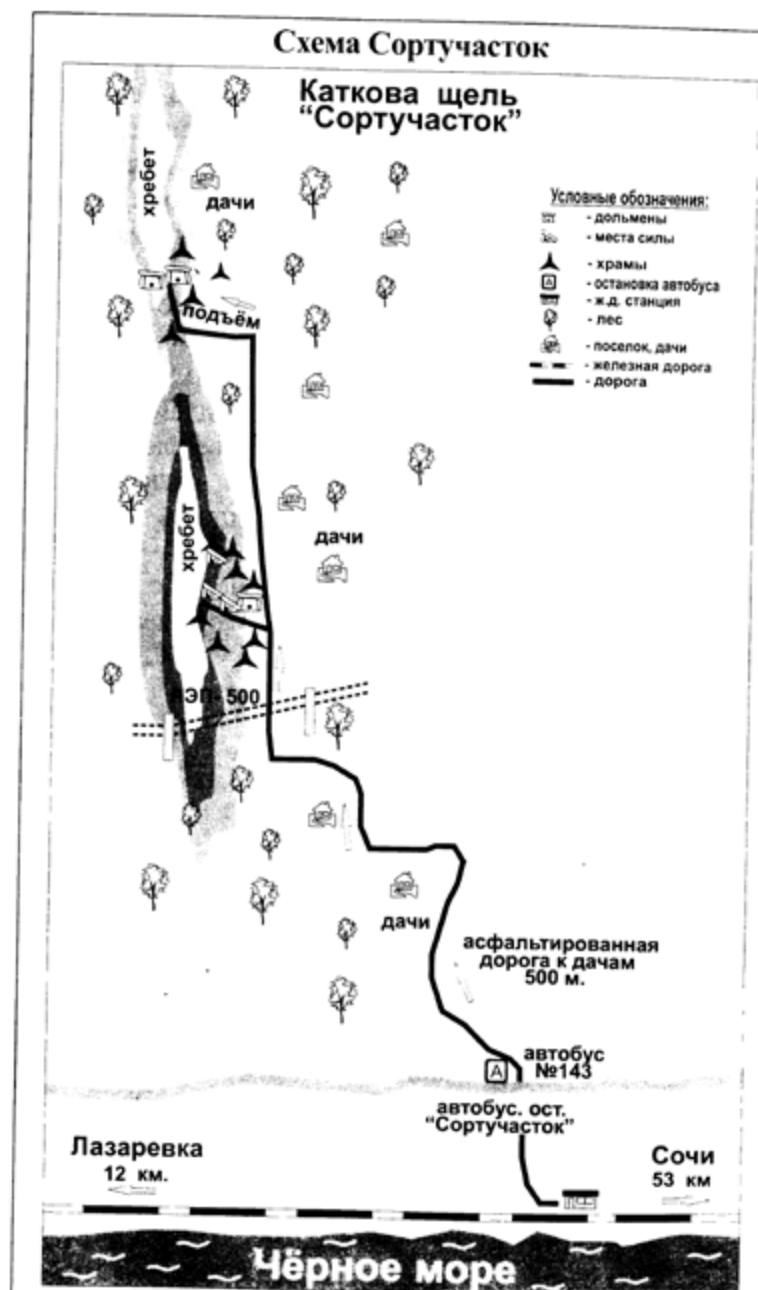 Схема Сортучасток
Каткова щель
“Сортучасток”
хребет
дачи
Условные обозначения:
- дольмены
- места силы
- храмы
А - остановка автобуса
- ж.д. станция
- лес
- поселок, дачи
- железная дорога
- дорога
подъём
хребет
дачи
ЛЭП- 500
дачи
асфальтированная
дорога к дачам
500 м.
А
автобус
№143
автобус. ост.
“Сортучасток”
Лазаревка
12 км.
Сочи
53 км
Чёрное море